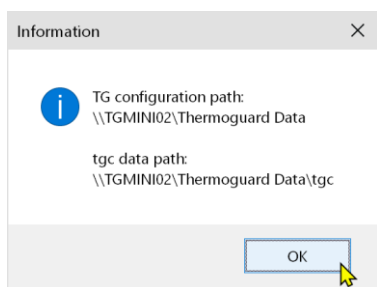 Information
TG configuration path:
\\TGMINI02\Thermoguard Data
tgc data path:
\\TGMINI02\Thermoguard Data\tgc
OK